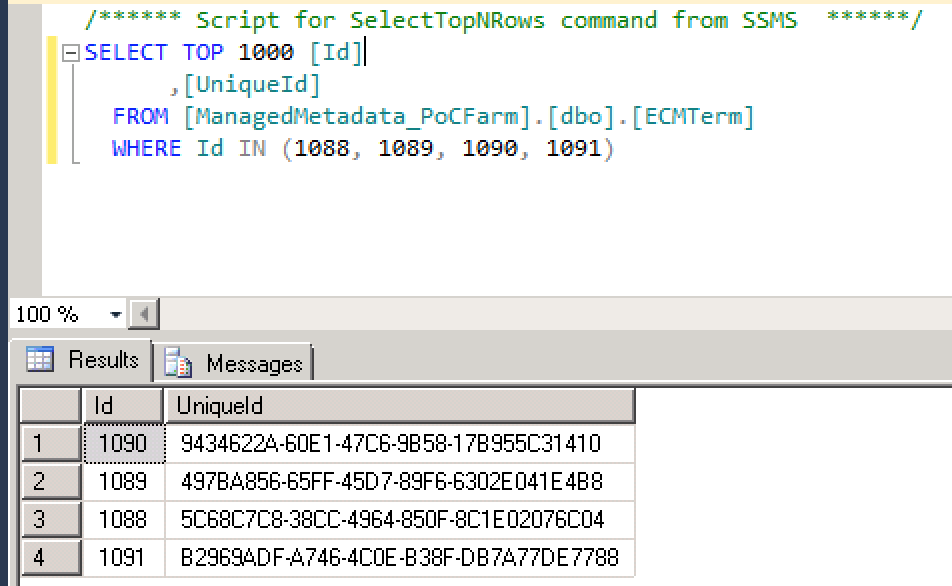 /****** Script for SelectTopNRows command from SSMS  ******/
SELECT TOP 1000 [Id]
,[UniqueId]
FROM [ManagedMetadata_PoCFarm].[dbo].[ECMTerm]
WHERE Id IN (1088, 1089, 1090, 1091)
100 %
Results Messages
Id UniqueId
1 1090 9434622A-60E1-47C6-9B58-17B955C31410
2 1089 497BA856-65FF-45D7-89F6-6302E041E4B8
3 1088 5C68C7C8-38CC-4964-850F-8C1E02076C04
4 1091 B2969ADF-A746-4C0E-B38F-DB7A77DE7788